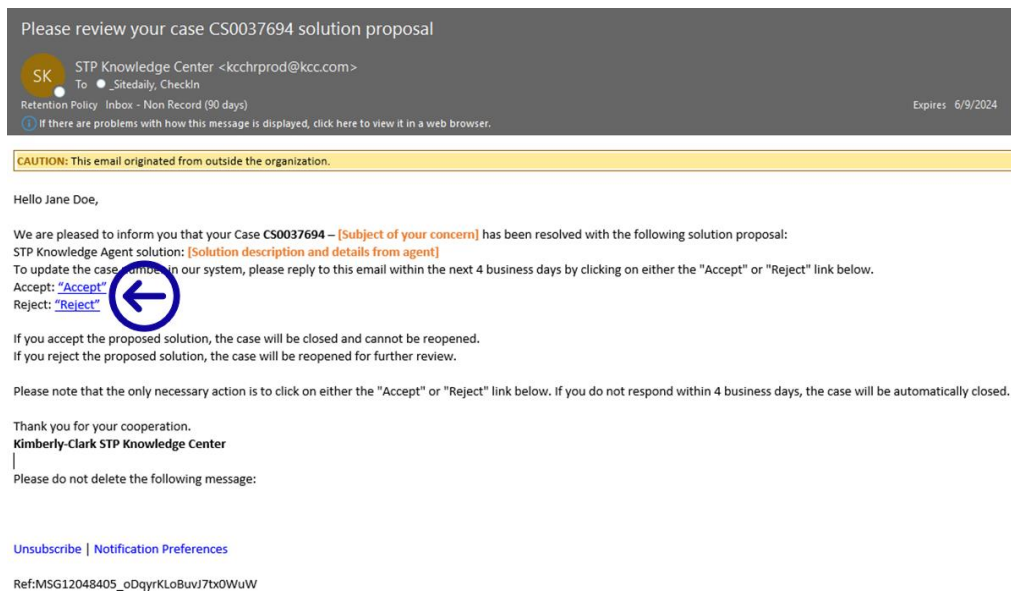 Please review your case CS0037694 solution proposal
SK
STP Knowledge Center <kcchrprod@kcc.com>
To _Sitedaily, CheckIn
Retention Policy Inbox - Non Record (90 days) Expires 6/9/2024
If there are problems with how this message is displayed, click here to view it in a web browser.
CAUTION: This email originated from outside the organization.
Hello Jane Doe,
We are pleased to inform you that your Case CS0037694 – [Subject of your concern] has been resolved with the following solution proposal:
STP Knowledge Agent solution: [Solution description and details from agent]
To update the case number in our system, please reply to this email within the next 4 business days by clicking on either the "Accept" or "Reject" link below.
Accept: “Accept”
Reject: “Reject”
If you accept the proposed solution, the case will be closed and cannot be reopened.
If you reject the proposed solution, the case will be reopened for further review.
Please note that the only necessary action is to click on either the "Accept" or "Reject" link below. If you do not respond within 4 business days, the case will be automatically closed.
Thank you for your cooperation.
Kimberly-Clark STP Knowledge Center
Please do not delete the following message:
Unsubscribe | Notification Preferences
Ref:MSG12048405_oDqyrKLoBuvJ7tx0WuW